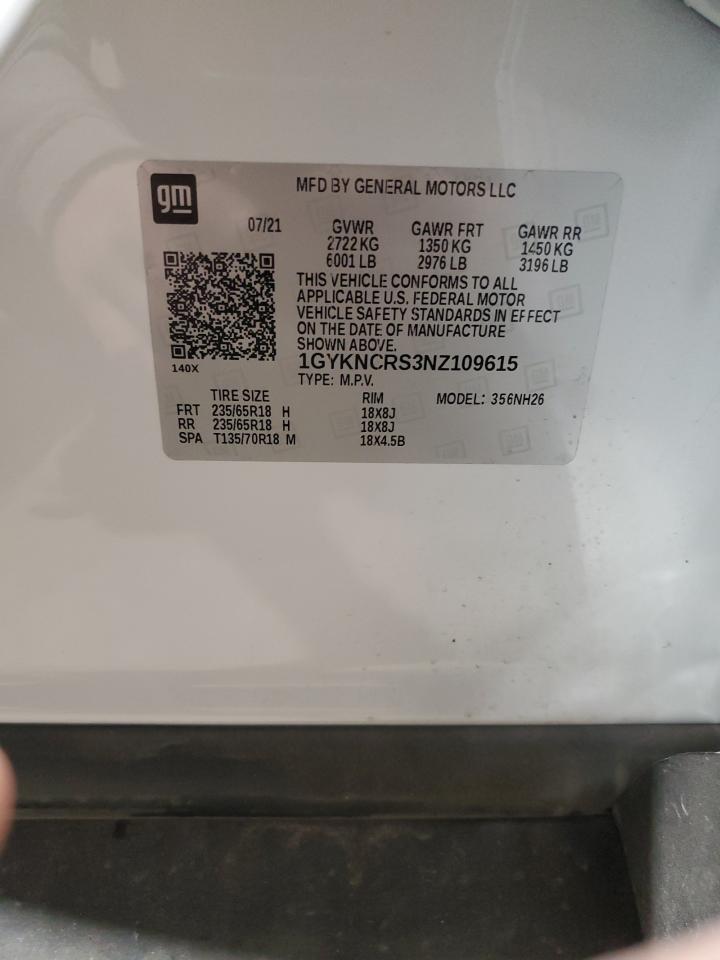 gm
MFD BY GENERAL MOTORS LLC
07/21 GVWR GAWR FRT GAWR RR
2722 KG 1350 KG 1450 KG
6001 LB 2976 LB 3196 LB
THIS VEHICLE CONFORMS TO ALL
APPLICABLE U.S. FEDERAL MOTOR
VEHICLE SAFETY STANDARDS IN EFFECT
ON THE DATE OF MANUFACTURE
SHOWN ABOVE.
140X
1GYKNCRS3NZ109615
TYPE: M.P.V.
TIRE SIZE RIM MODEL: 356NH26
FRT 235/65R18 H 18X8J
RR 235/65R18 H 18X8J
SPA T135/70R18 M 18X4.5B